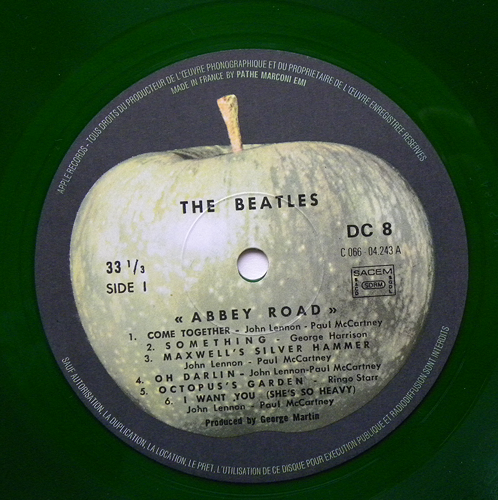 APPLE RECORDS - TOUS DROITS DU PRODUCTEUR DE L'ŒUVRE PHONOGRAPHIQUE ET DU PROPRIETAIRE DE L'ŒUVRE ENREGISTREE RESERVES
MADE IN FRANCE BY PATHE MARCONI EMI
THE BEATLES
DC 8
C 066 - 04.243 A
33 1/3
SIDE I
SACEM
SACD
SDRM
SGDL
« ABBEY ROAD »
1. COME TOGETHER - John Lennon - Paul McCartney
2. SOMETHING - George Harrison
3. MAXWELL'S SILVER HAMMER
John Lennon - Paul McCartney
4. OH DARLIN - John Lennon-Paul McCartney
5. OCTOPUS'S GARDEN - Ringo Starr
6. I WANT YOU (SHE'S SO HEAVY)
John Lennon - Paul McCartney
Produced by George Martin
SAUF AUTORISATION, LA DUPLICATION, LA LOCATION, LE PRET, L'UTILISATION DE CE DISQUE POUR EXECUTION PUBLIQUE ET RADIODIFFUSION SONT INTERDITS